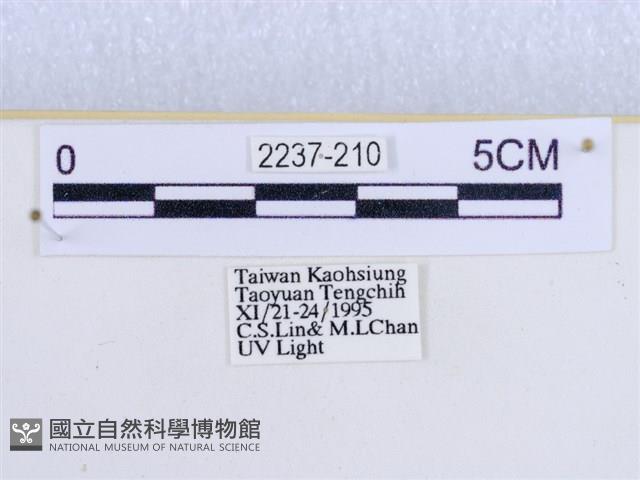 0 2237-210 5CM
Taiwan Kaohsiung
Taoyuan Tengchih
XI/21-24/1995
C.S.Lin& M.LChan
UV Light
國立自然科學博物館
NATIONAL MUSEUM OF NATURAL SCIENCE